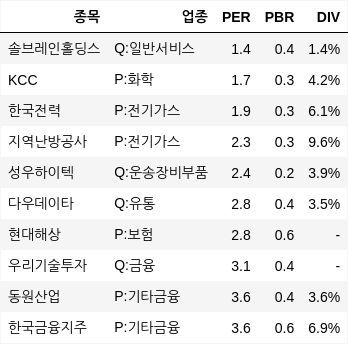 종목 업종 PER PBR DIV
솔브레인홀딩스 Q:일반서비스 1.4 0.4 1.4%
KCC P:화학 1.7 0.3 4.2%
한국전력 P:전기가스 1.9 0.3 6.1%
지역난방공사 P:전기가스 2.3 0.3 9.6%
성우하이텍 Q:운송장비부품 2.4 0.2 3.9%
다우데이타 Q:유통 2.8 0.4 3.5%
현대해상 P:보험 2.8 0.6 -
우리기술투자 Q:금융 3.1 0.4 -
동원산업 P:기타금융 3.6 0.4 3.6%
한국금융지주 P:기타금융 3.6 0.6 6.9%